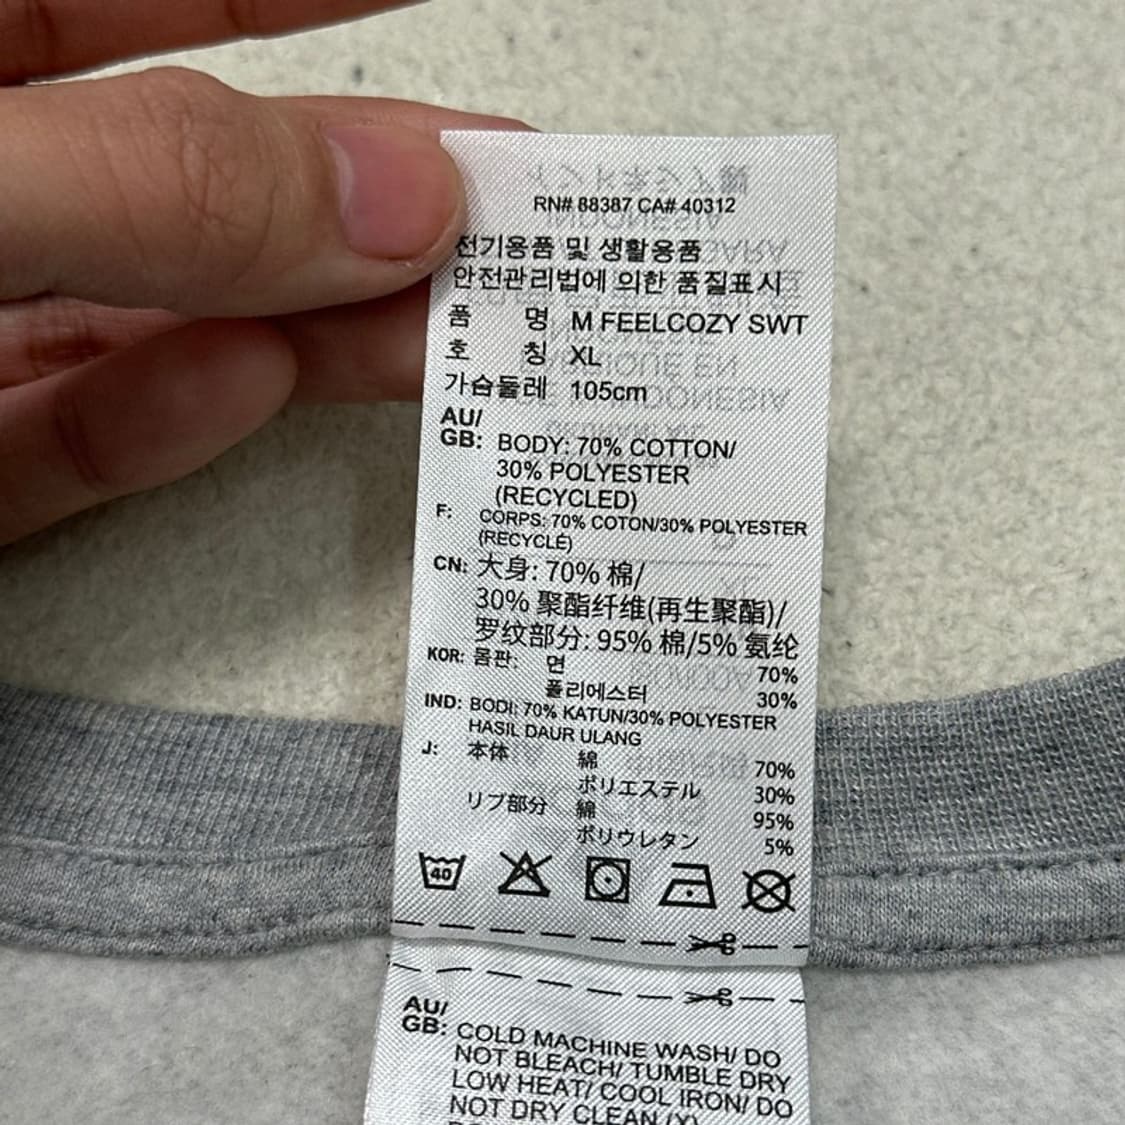 RN# 88387 CA# 40312
전기용품 및 생활용품
안전관리법에 의한 품질표시
품 명 M FEELCOZY SWT
호 칭 XL
가슴둘레 105cm
AU/
GB: BODY: 70% COTTON/
30% POLYESTER
(RECYCLED)
F: CORPS: 70% COTON/30% POLYESTER
(RECYCLÉ)
CN: 大身: 70% 棉/
30% 聚酯纤维(再生聚酯)/
罗纹部分: 95% 棉/5% 氨纶
KOR: 몸판: 면 70%
폴리에스터 30%
IND: BODI: 70% KATUN/30% POLYESTER
HASIL DAUR ULANG
J: 本体 綿 70%
ポリエステル 30%
リブ部分 綿 95%
ポリウレタン 5%
40
AU/
GB: COLD MACHINE WASH/ DO
NOT BLEACH/ TUMBLE DRY
LOW HEAT/ COOL IRON/ DO
NOT DRY CLEAN